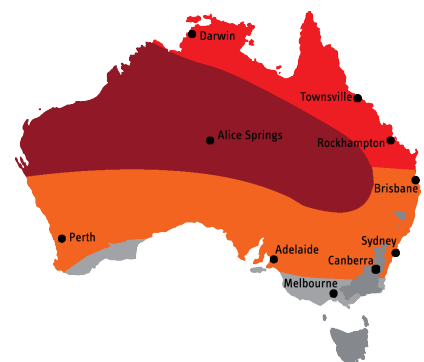 Darwin
Townsville
Alice Springs
Rockhampton
Brisbane
Perth
Sydney
Adelaide
Canberra
Melbourne